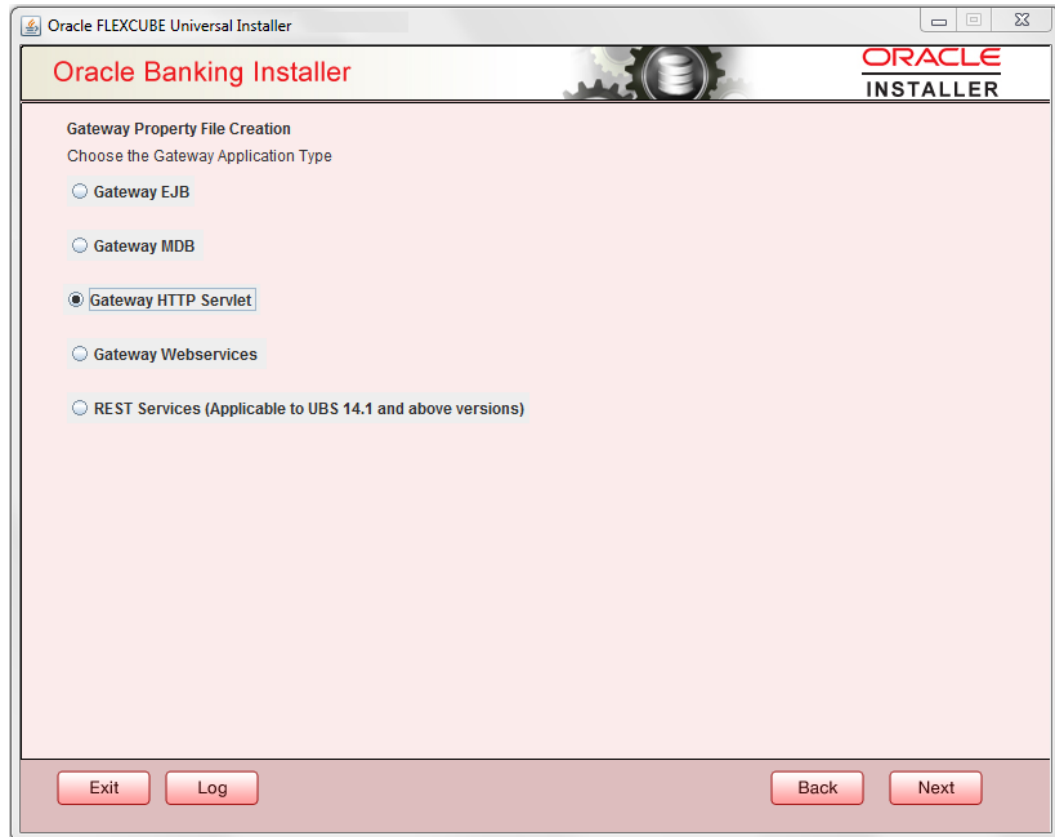 Oracle FLEXCUBE Universal Installer
Oracle Banking Installer
ORACLE
INSTALLER
Gateway Property File Creation
Choose the Gateway Application Type
Gateway EJB
Gateway MDB
Gateway HTTP Servlet
Gateway Webservices
REST Services (Applicable to UBS 14.1 and above versions)
Exit Log Back Next